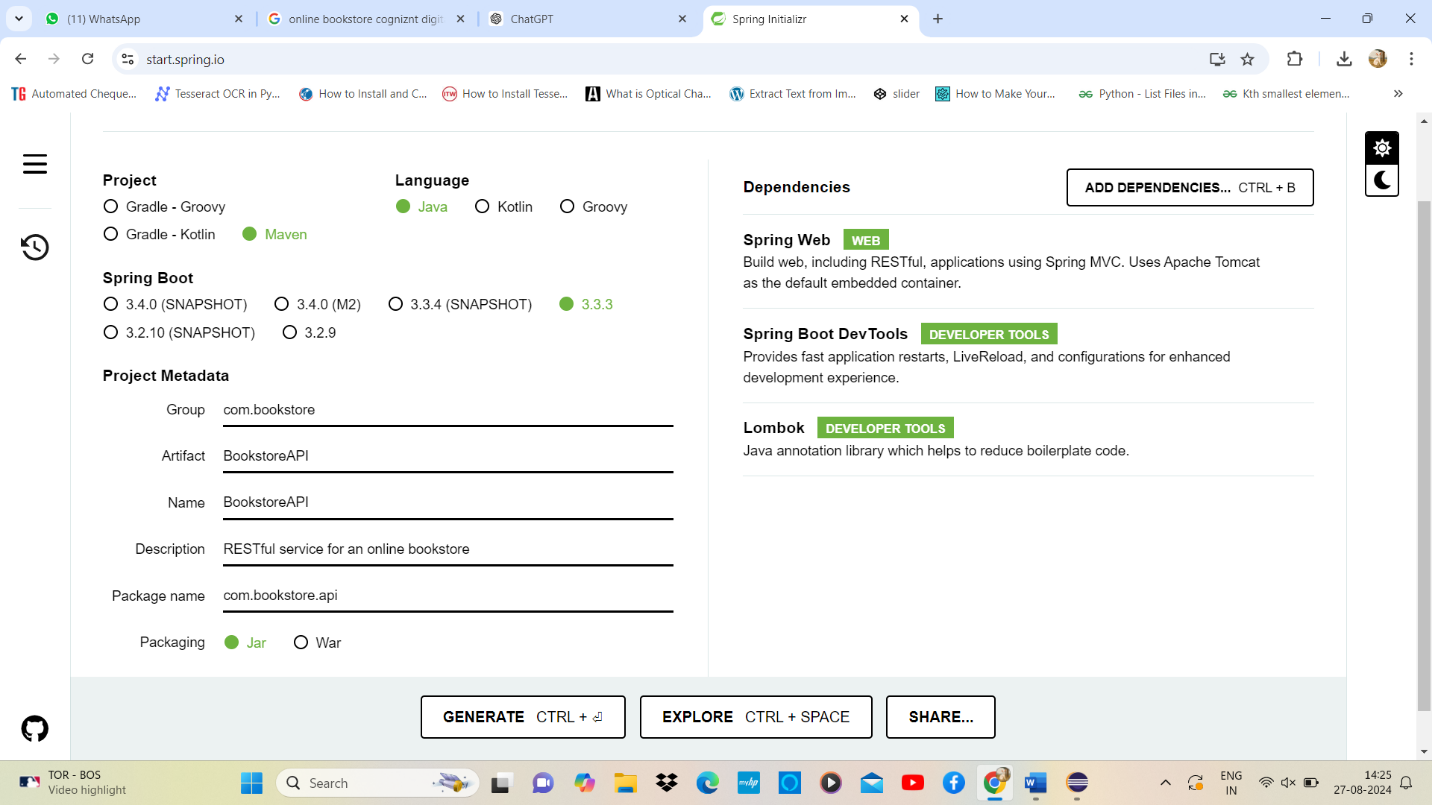 (11) WhatsApp
online bookstore cogniznt digit
ChatGPT
Spring Initializr
start.spring.io
Automated Cheque...
Tesseract OCR in Py...
How to Install and C...
ITW
How to Install Tesse...
What is Optical Cha...
Extract Text from Im...
slider
How to Make Your...
Python - List Files in...
Kth smallest elemen...
Project
Gradle - Groovy
Gradle - Kotlin
Maven
Language
Java
Kotlin
Groovy
Spring Boot
3.4.0 (SNAPSHOT)
3.4.0 (M2)
3.3.4 (SNAPSHOT)
3.3.3
3.2.10 (SNAPSHOT)
3.2.9
Project Metadata
Group com.bookstore
Artifact BookstoreAPI
Name BookstoreAPI
Description RESTful service for an online bookstore
Package name com.bookstore.api
Packaging Jar War
Dependencies
ADD DEPENDENCIES... CTRL + B
Spring Web WEB
Build web, including RESTful, applications using Spring MVC. Uses Apache Tomcat
as the default embedded container.
Spring Boot DevTools DEVELOPER TOOLS
Provides fast application restarts, LiveReload, and configurations for enhanced
development experience.
Lombok DEVELOPER TOOLS
Java annotation library which helps to reduce boilerplate code.
GENERATE CTRL + ⏎
EXPLORE CTRL + SPACE
SHARE...
TOR - BOS
Video highlight
Search
myhp
ENG
IN
14:25
27-08-2024